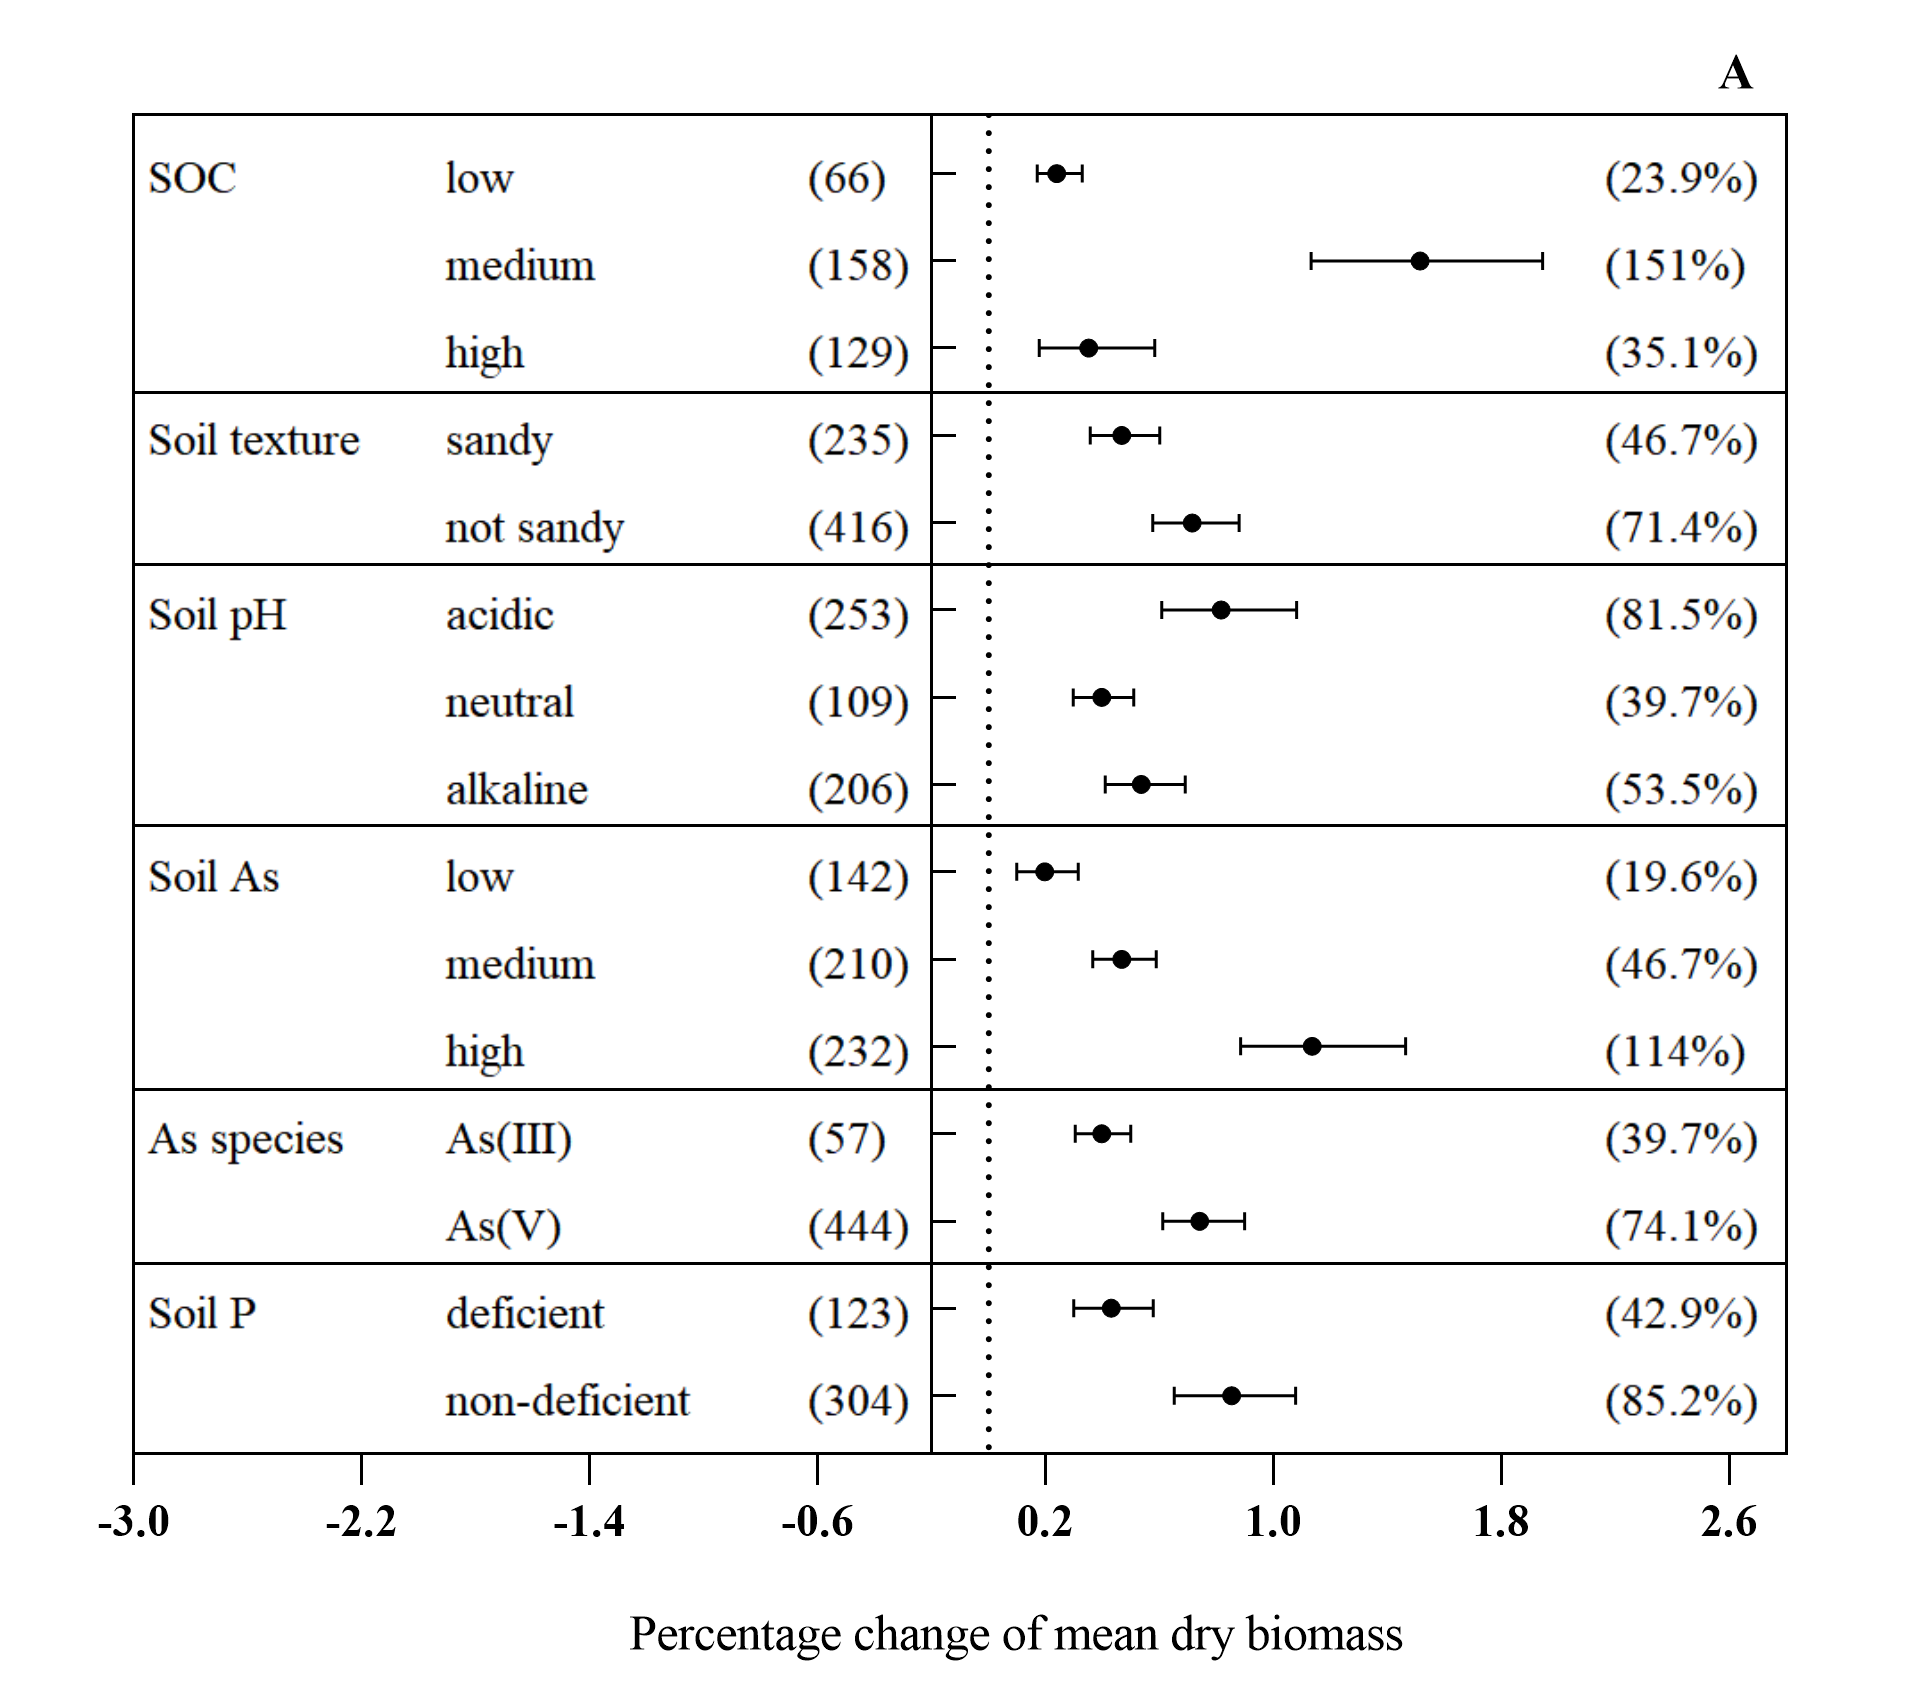 A
SOC low (66) (23.9%)
medium (158) (151%)
high (129) (35.1%)
Soil texture sandy (235) (46.7%)
not sandy (416) (71.4%)
Soil pH acidic (253) (81.5%)
neutral (109) (39.7%)
alkaline (206) (53.5%)
Soil As low (142) (19.6%)
medium (210) (46.7%)
high (232) (114%)
As species As(III) (57) (39.7%)
As(V) (444) (74.1%)
Soil P deficient (123) (42.9%)
non-deficient (304) (85.2%)
-3.0 -2.2 -1.4 -0.6 0.2 1.0 1.8 2.6
Percentage change of mean dry biomass